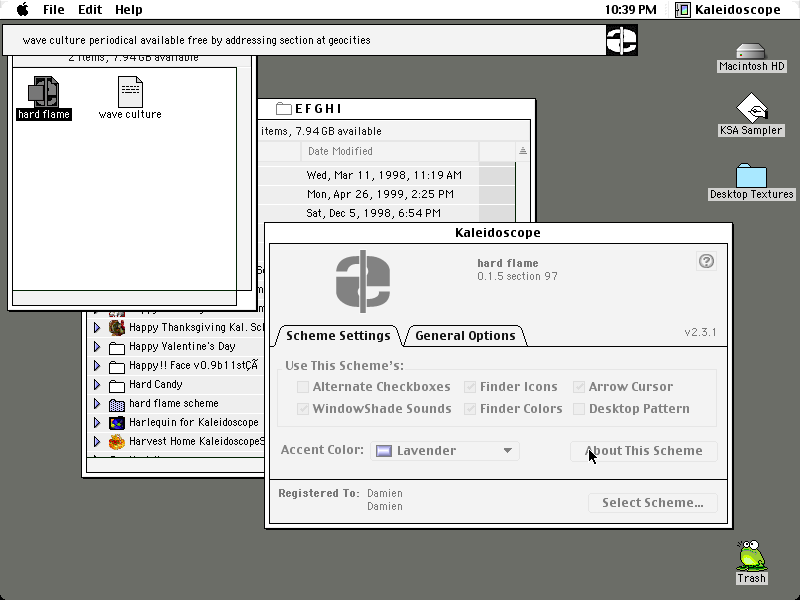 File Edit Help 10:39 PM Kaleidoscope
wave culture periodical available free by addressing section at geocities
2 items, 7.94 GB available
hard flame
wave culture
Macintosh HD
KSA Sampler
Desktop Textures
EFGHI
items, 7.94 GB available
Date Modified
Wed, Mar 11, 1998, 11:19 AM
Mon, Apr 26, 1999, 2:25 PM
Sat, Dec 5, 1998, 6:54 PM
Happy Thanksgiving Kal. Sc
Happy Valentine's Day
Happy!! Face v0.9b11stÇÃ
Hard Candy
hard flame scheme
Harlequin for Kaleidoscope
Harvest Home KaleidoscopeS
Kaleidoscope
hard flame
0.1.5 section 97
?
Scheme Settings General Options v2.3.1
Use This Scheme's:
Alternate Checkboxes Finder Icons Arrow Cursor
WindowShade Sounds Finder Colors Desktop Pattern
Accent Color: Lavender About This Scheme
Registered To: Damien
Damien
Select Scheme...
Trash